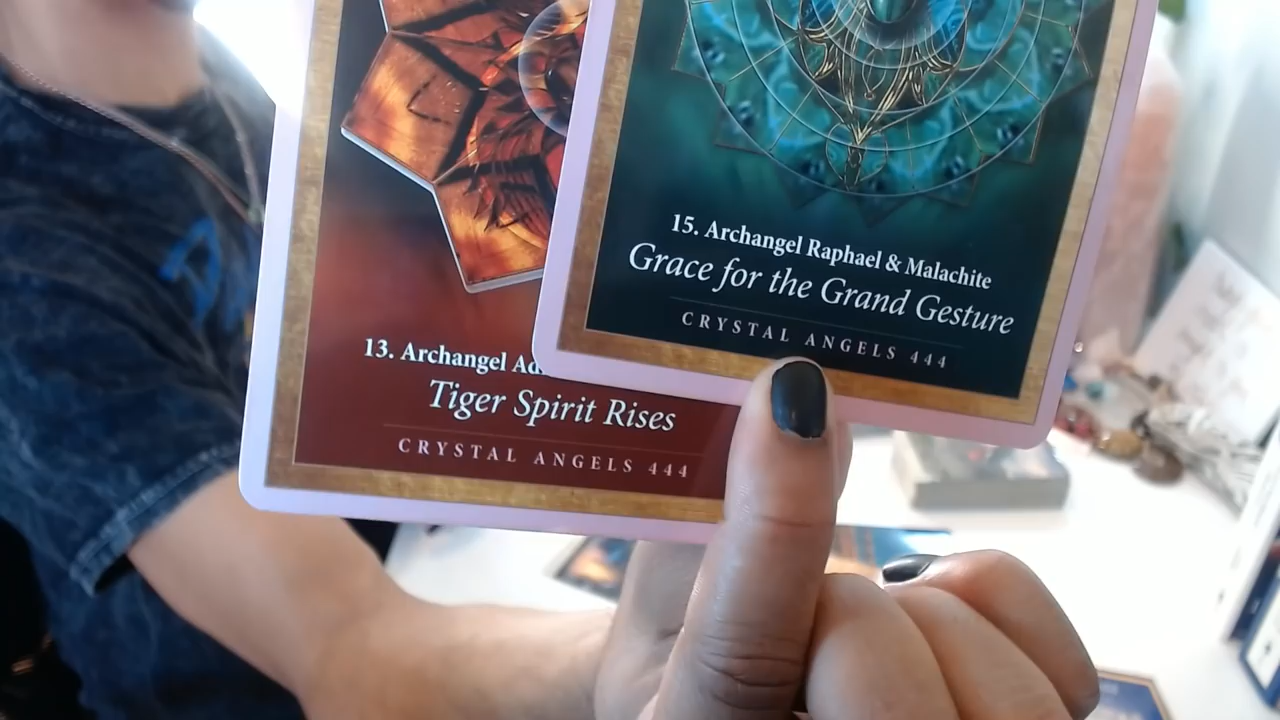 15. Archangel Raphael & Malachite
Grace for the Grand Gesture
CRYSTAL ANGELS 444
13. Archangel
Tiger Spirit Rises
CRYSTAL ANGELS 444